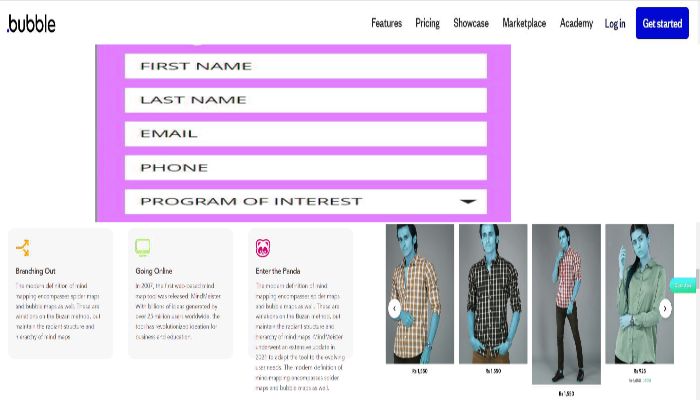 .bubble
Features
Pricing
Showcase
Marketplace
Academy
Log in
Get started
FIRST NAME
LAST NAME
EMAIL
PHONE
PROGRAM OF INTEREST
Branching Out
The modern definition of mind
mapping encompasses spider maps
and bubble maps as well. These are
variations on the Buzan method, but
maintain the radiant structure and
hierarchy of mind maps.
Going Online
In 2007, the first web-based mind
map tool was released: MindMeister.
With billions of ideas generated by
over 25 million users worldwide, the
tool has revolutionized ideation for
business and education.
Enter the Panda
The modern definition of mind
mapping encompasses spider maps
and bubble maps as well. These are
variations on the Buzan method, but
maintain the radiant structure and
hierarchy of mind maps. MindMeister
underwent an extensive update in
2021 to adapt the tool to the evolving
user needs. The modern definition of
mind mapping encompasses spider
maps and bubble maps as well.
Rs 1,550
Rs 1,550
Rs 1,550
Rs 925